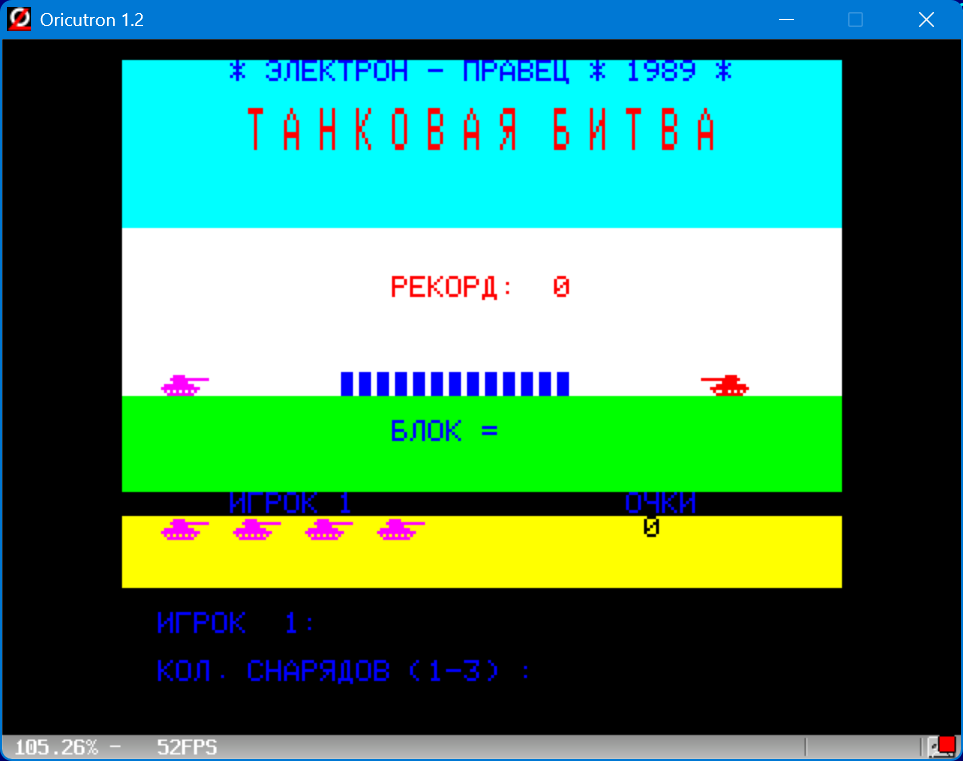 Oricutron 1.2
* ЭЛЕКТРОН - ПРАВЕЦ * 1989 *
ТАНКОВАЯ БИТВА
РЕКОРД: 0
БЛОК =
ИГРОК 1 ОЧКИ
0
ИГРОК 1:
КОЛ. СНАРЯДОВ (1-3) :
105.26% - 52FPS